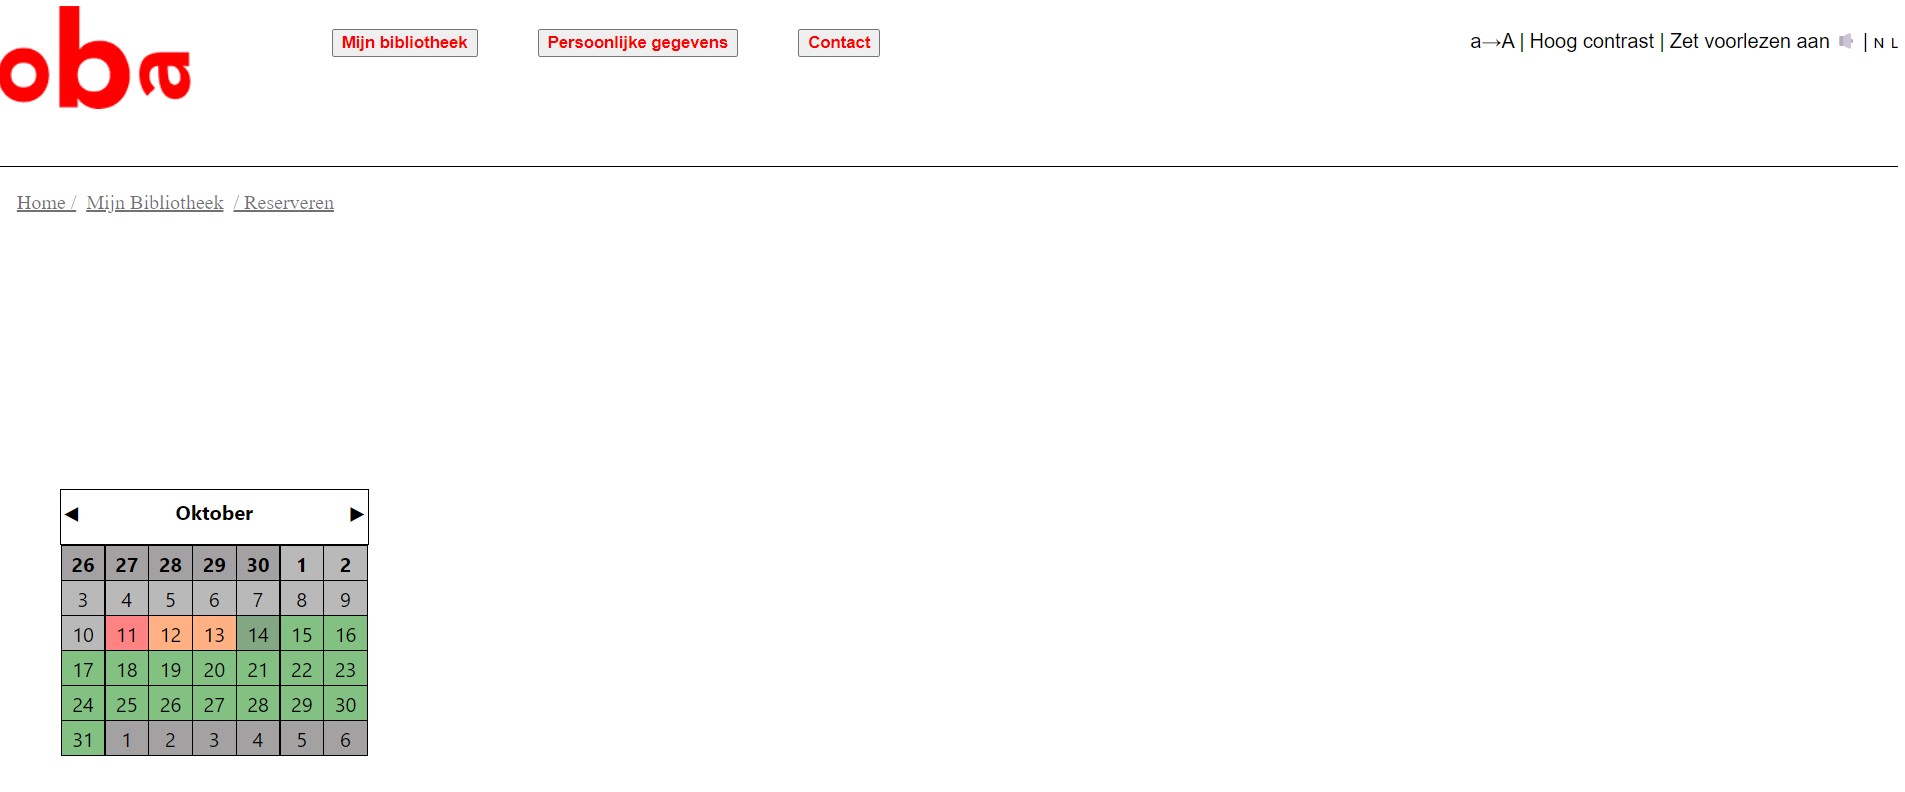 oba
Mijn bibliotheek Persoonlijke gegevens Contact a→A | Hoog contrast | Zet voorlezen aan | N L
Home / Mijn Bibliotheek / Reserveren
◀ Oktober ▶
26 27 28 29 30 1 2
3 4 5 6 7 8 9
10 11 12 13 14 15 16
17 18 19 20 21 22 23
24 25 26 27 28 29 30
31 1 2 3 4 5 6